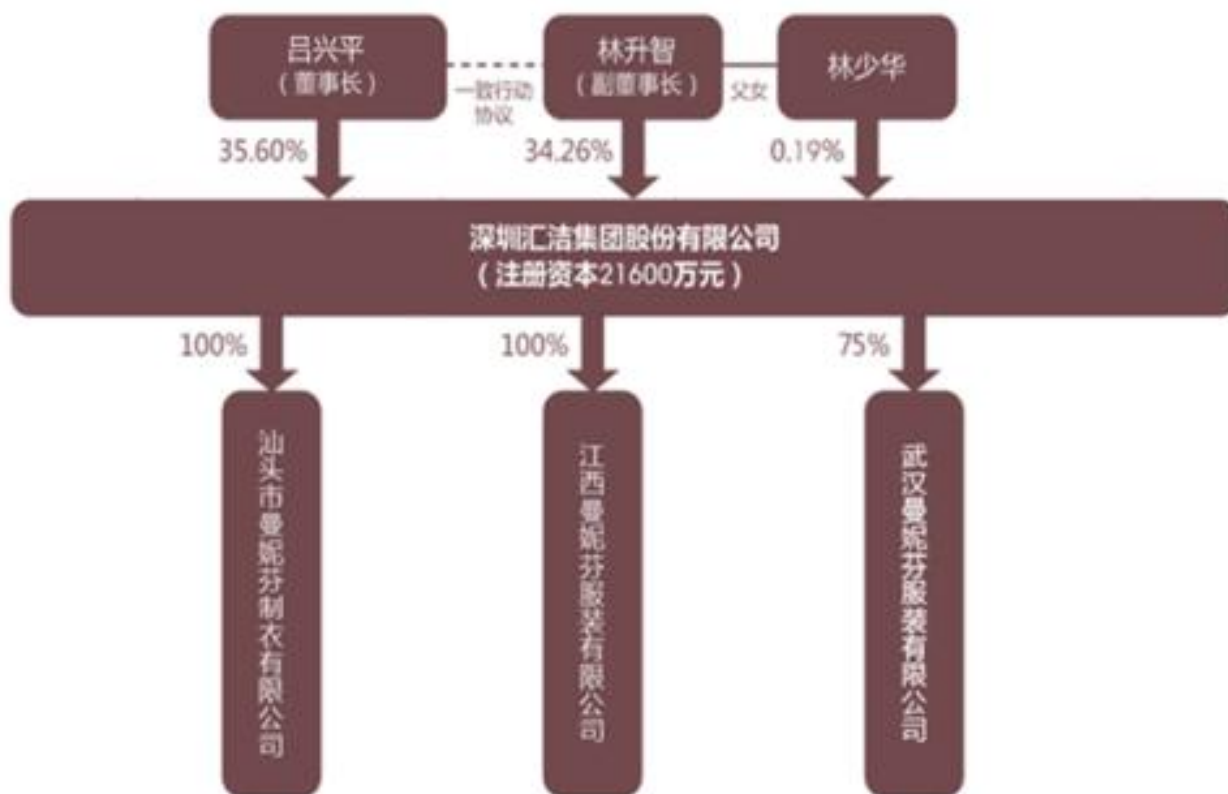 吕兴平
（董事长）
一致行动
协议
林升智
（副董事长）
父女
林少华
35.60%
34.26%
0.19%
深圳汇洁集团股份有限公司
（注册资本21600万元）
100%
100%
75%
汕头市曼妮芬制衣有限公司
江西曼妮芬服装有限公司
武汉曼妮芬服装有限公司